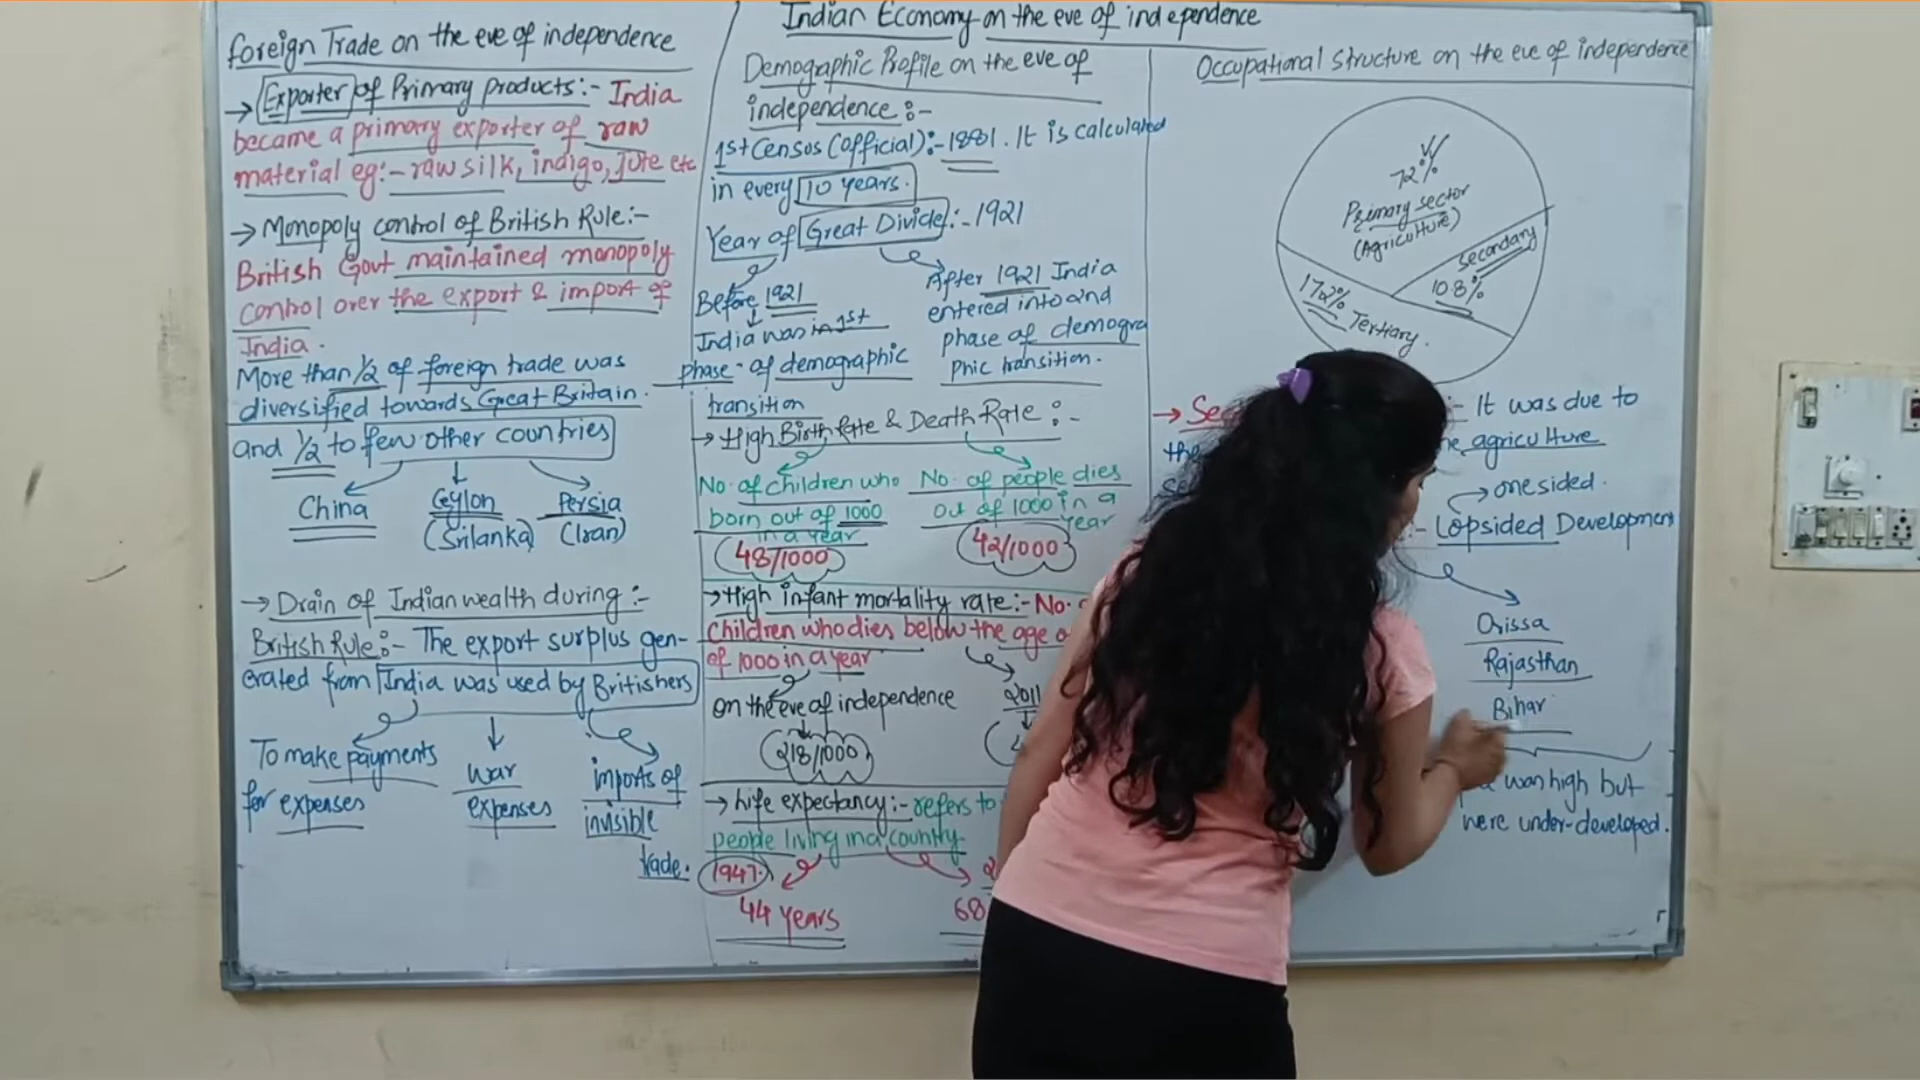 Indian Economy on the eve of independence
Foreign Trade on the eve of independence
→ Exporter of Primary products:- India
became a primary exporter of raw
material eg:- raw silk, indigo, jute etc
→ Monopoly control of British Rule:-
British Govt maintained monopoly
control over the export & import of
India.
More than 1/2 of foreign trade was
diversified towards Great Britain.
and 1/2 to few other countries
China
Ceylon
(Srilanka)
Persia
(Iran)
→ Drain of Indian wealth during:-
British Rule:- The export surplus gen-
erated from India was used by Britishers
To make payments
for expenses
war
expenses
imports of
invisible
trade.
Demographic Profile on the eve of
independence:-
1st Censos (official):- 1881. It is calculated
in every 10 years.
Year of Great Divide:- 1921
Before 1921
India was in 1st
phase of demographic
transition
After 1921 India
entered into 2nd
phase of demogra
phic transition.
→ High Birth Rate & Death Rate:-
No. of children who
born out of 1000
in a year
48/1000
No. of people dies
out of 1000 in a
year
42/1000
→ High infant mortality rate:- No.
Children who dies below the age
of 1000 in a year
on the eve of independence
218/1000
2011
→ Life expectancy:- refers to
people living in a country
1947.
44 years
68
Occupational Structure on the eve of independence
72%
Primary sector
(Agriculture)
Secondary
10.8%
17.2% Tertiary.
→ :- It was due to
the agriculture
→ one sided.
:- Lopsided Development
Orissa
Rajasthan
Bihar
was high but
were under-developed.